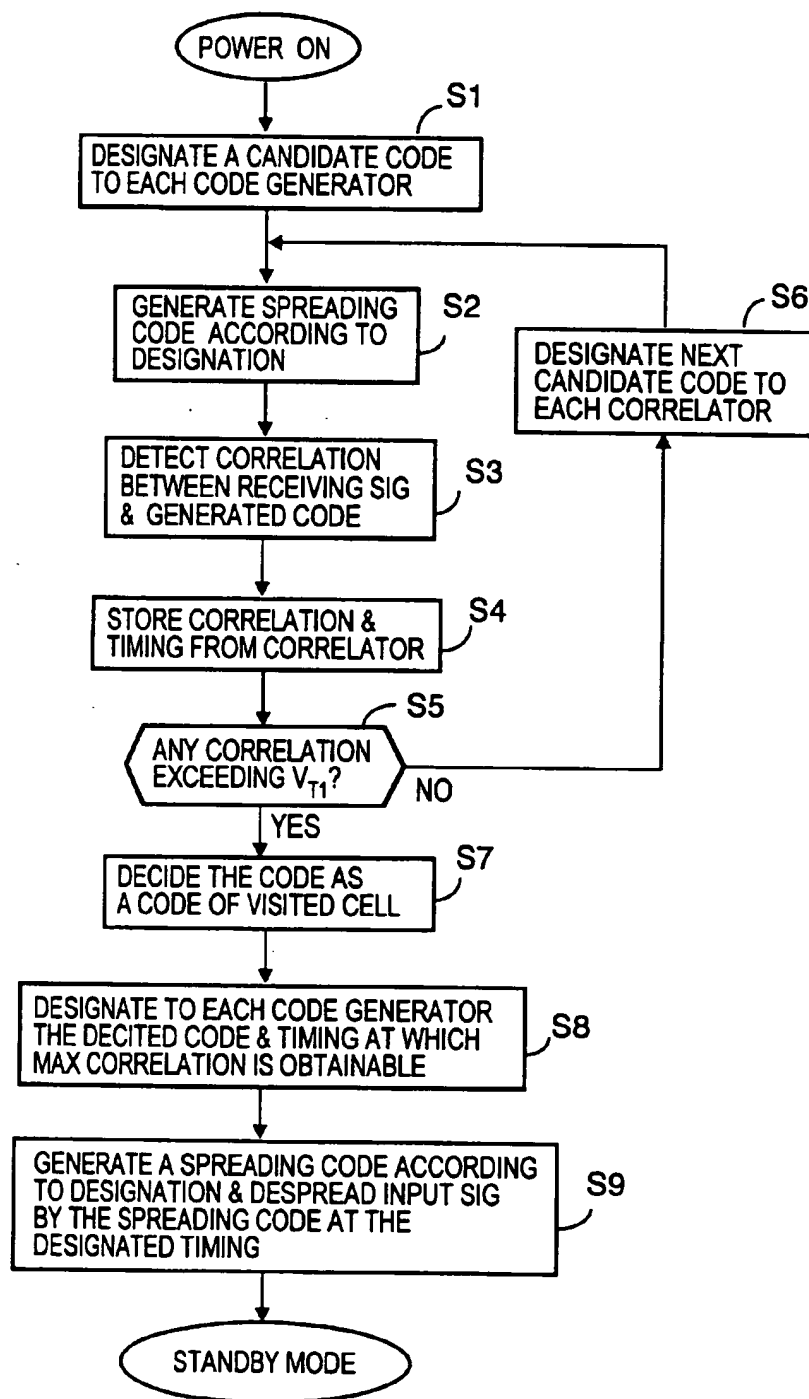 POWER ON
S1
DESIGNATE A CANDIDATE CODE
TO EACH CODE GENERATOR
S2
GENERATE SPREADING
CODE ACCORDING TO
DESIGNATION
S6
DESIGNATE NEXT
CANDIDATE CODE TO
EACH CORRELATOR
DETECT CORRELATION
BETWEEN RECEIVING SIG
& GENERATED CODE
S3
STORE CORRELATION &
TIMING FROM CORRELATOR
S4
S5
ANY CORRELATION
EXCEEDING VT1?
NO
YES
S7
DECIDE THE CODE AS
A CODE OF VISITED CELL
DESIGNATE TO EACH CODE GENERATOR
THE DECITED CODE & TIMING AT WHICH
MAX CORRELATION IS OBTAINABLE
S8
GENERATE A SPREADING CODE ACCORDING
TO DESIGNATION & DESPREAD INPUT SIG
BY THE SPREADING CODE AT THE
DESIGNATED TIMING
S9
STANDBY MODE